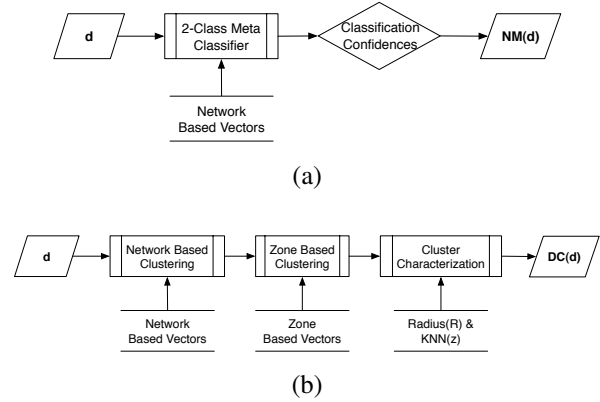 d
2-Class Meta
Classifier
Classification
Confidences
NM(d)
Network
Based Vectors
(a)
d
Network Based
Clustering
Zone Based
Clustering
Cluster
Characterization
DC(d)
Network
Based Vectors
Zone
Based Vectors
Radius(R) &
KNN(z)
(b)